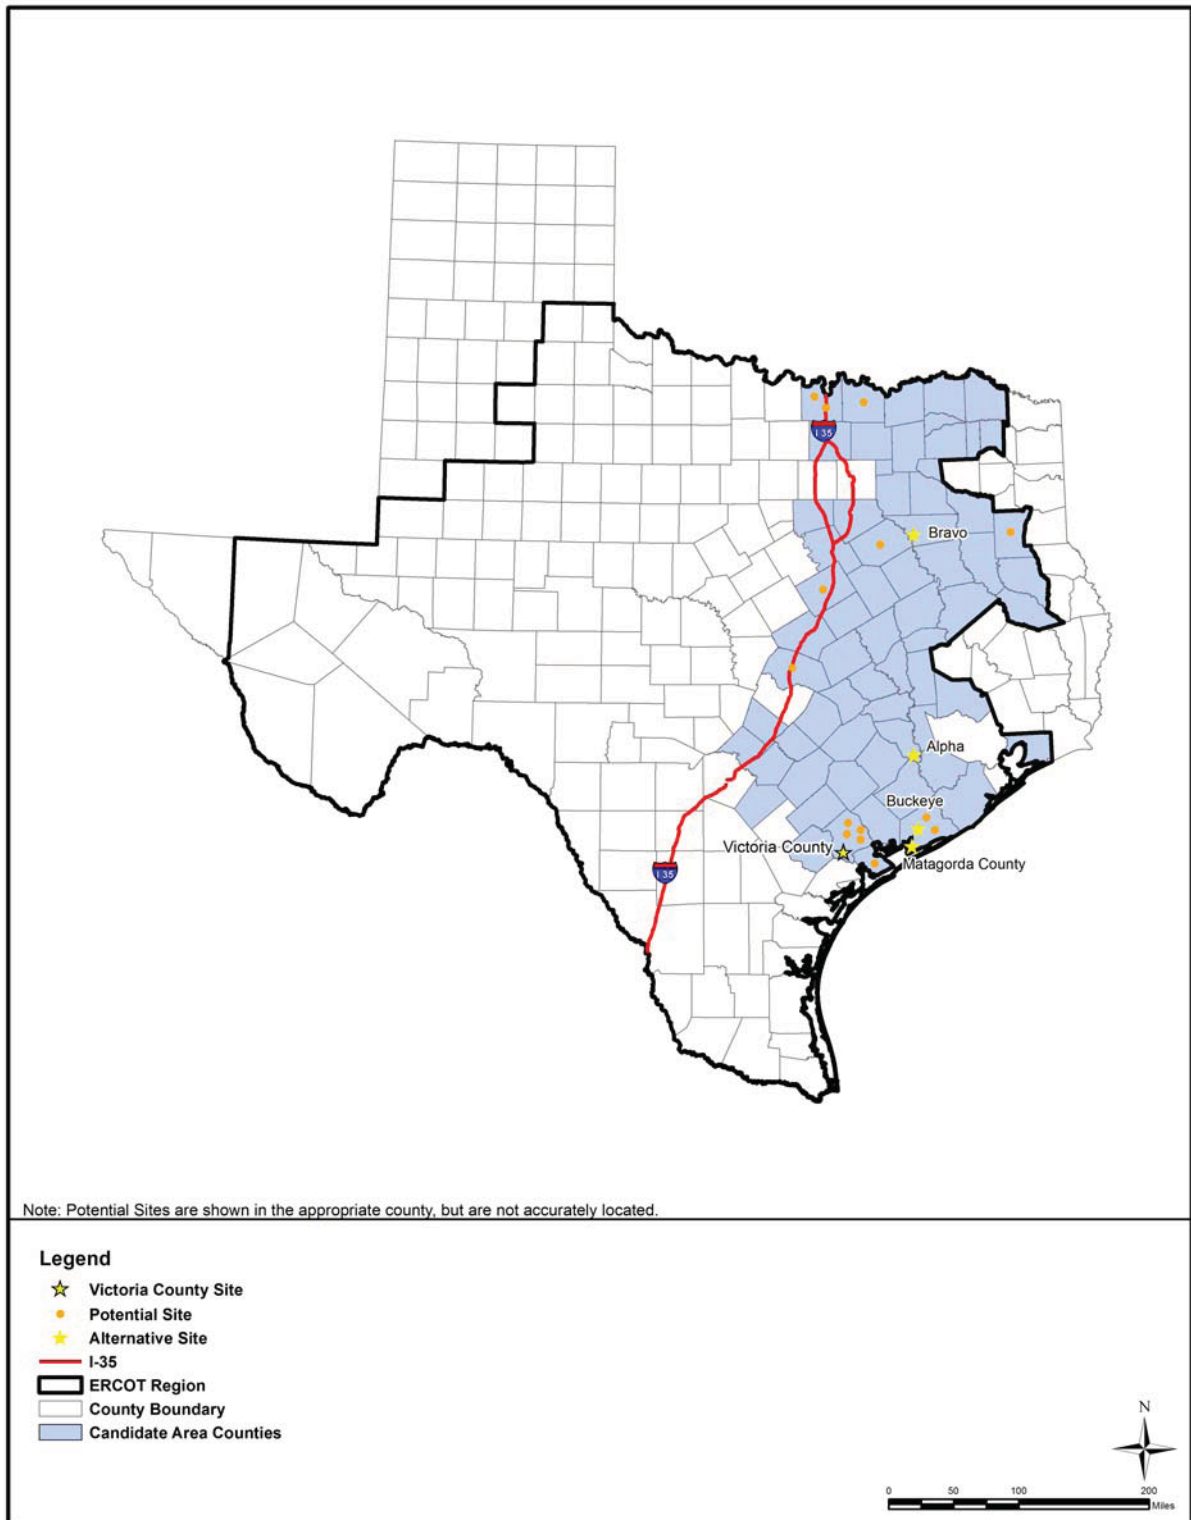 I 35
Bravo
Alpha
Buckeye
Victoria County
Matagorda County
I 35
Note: Potential Sites are shown in the appropriate county, but are not accurately located.
Legend
Victoria County Site
Potential Site
Alternative Site
I-35
ERCOT Region
County Boundary
Candidate Area Counties
N
0 50 100 200
Miles